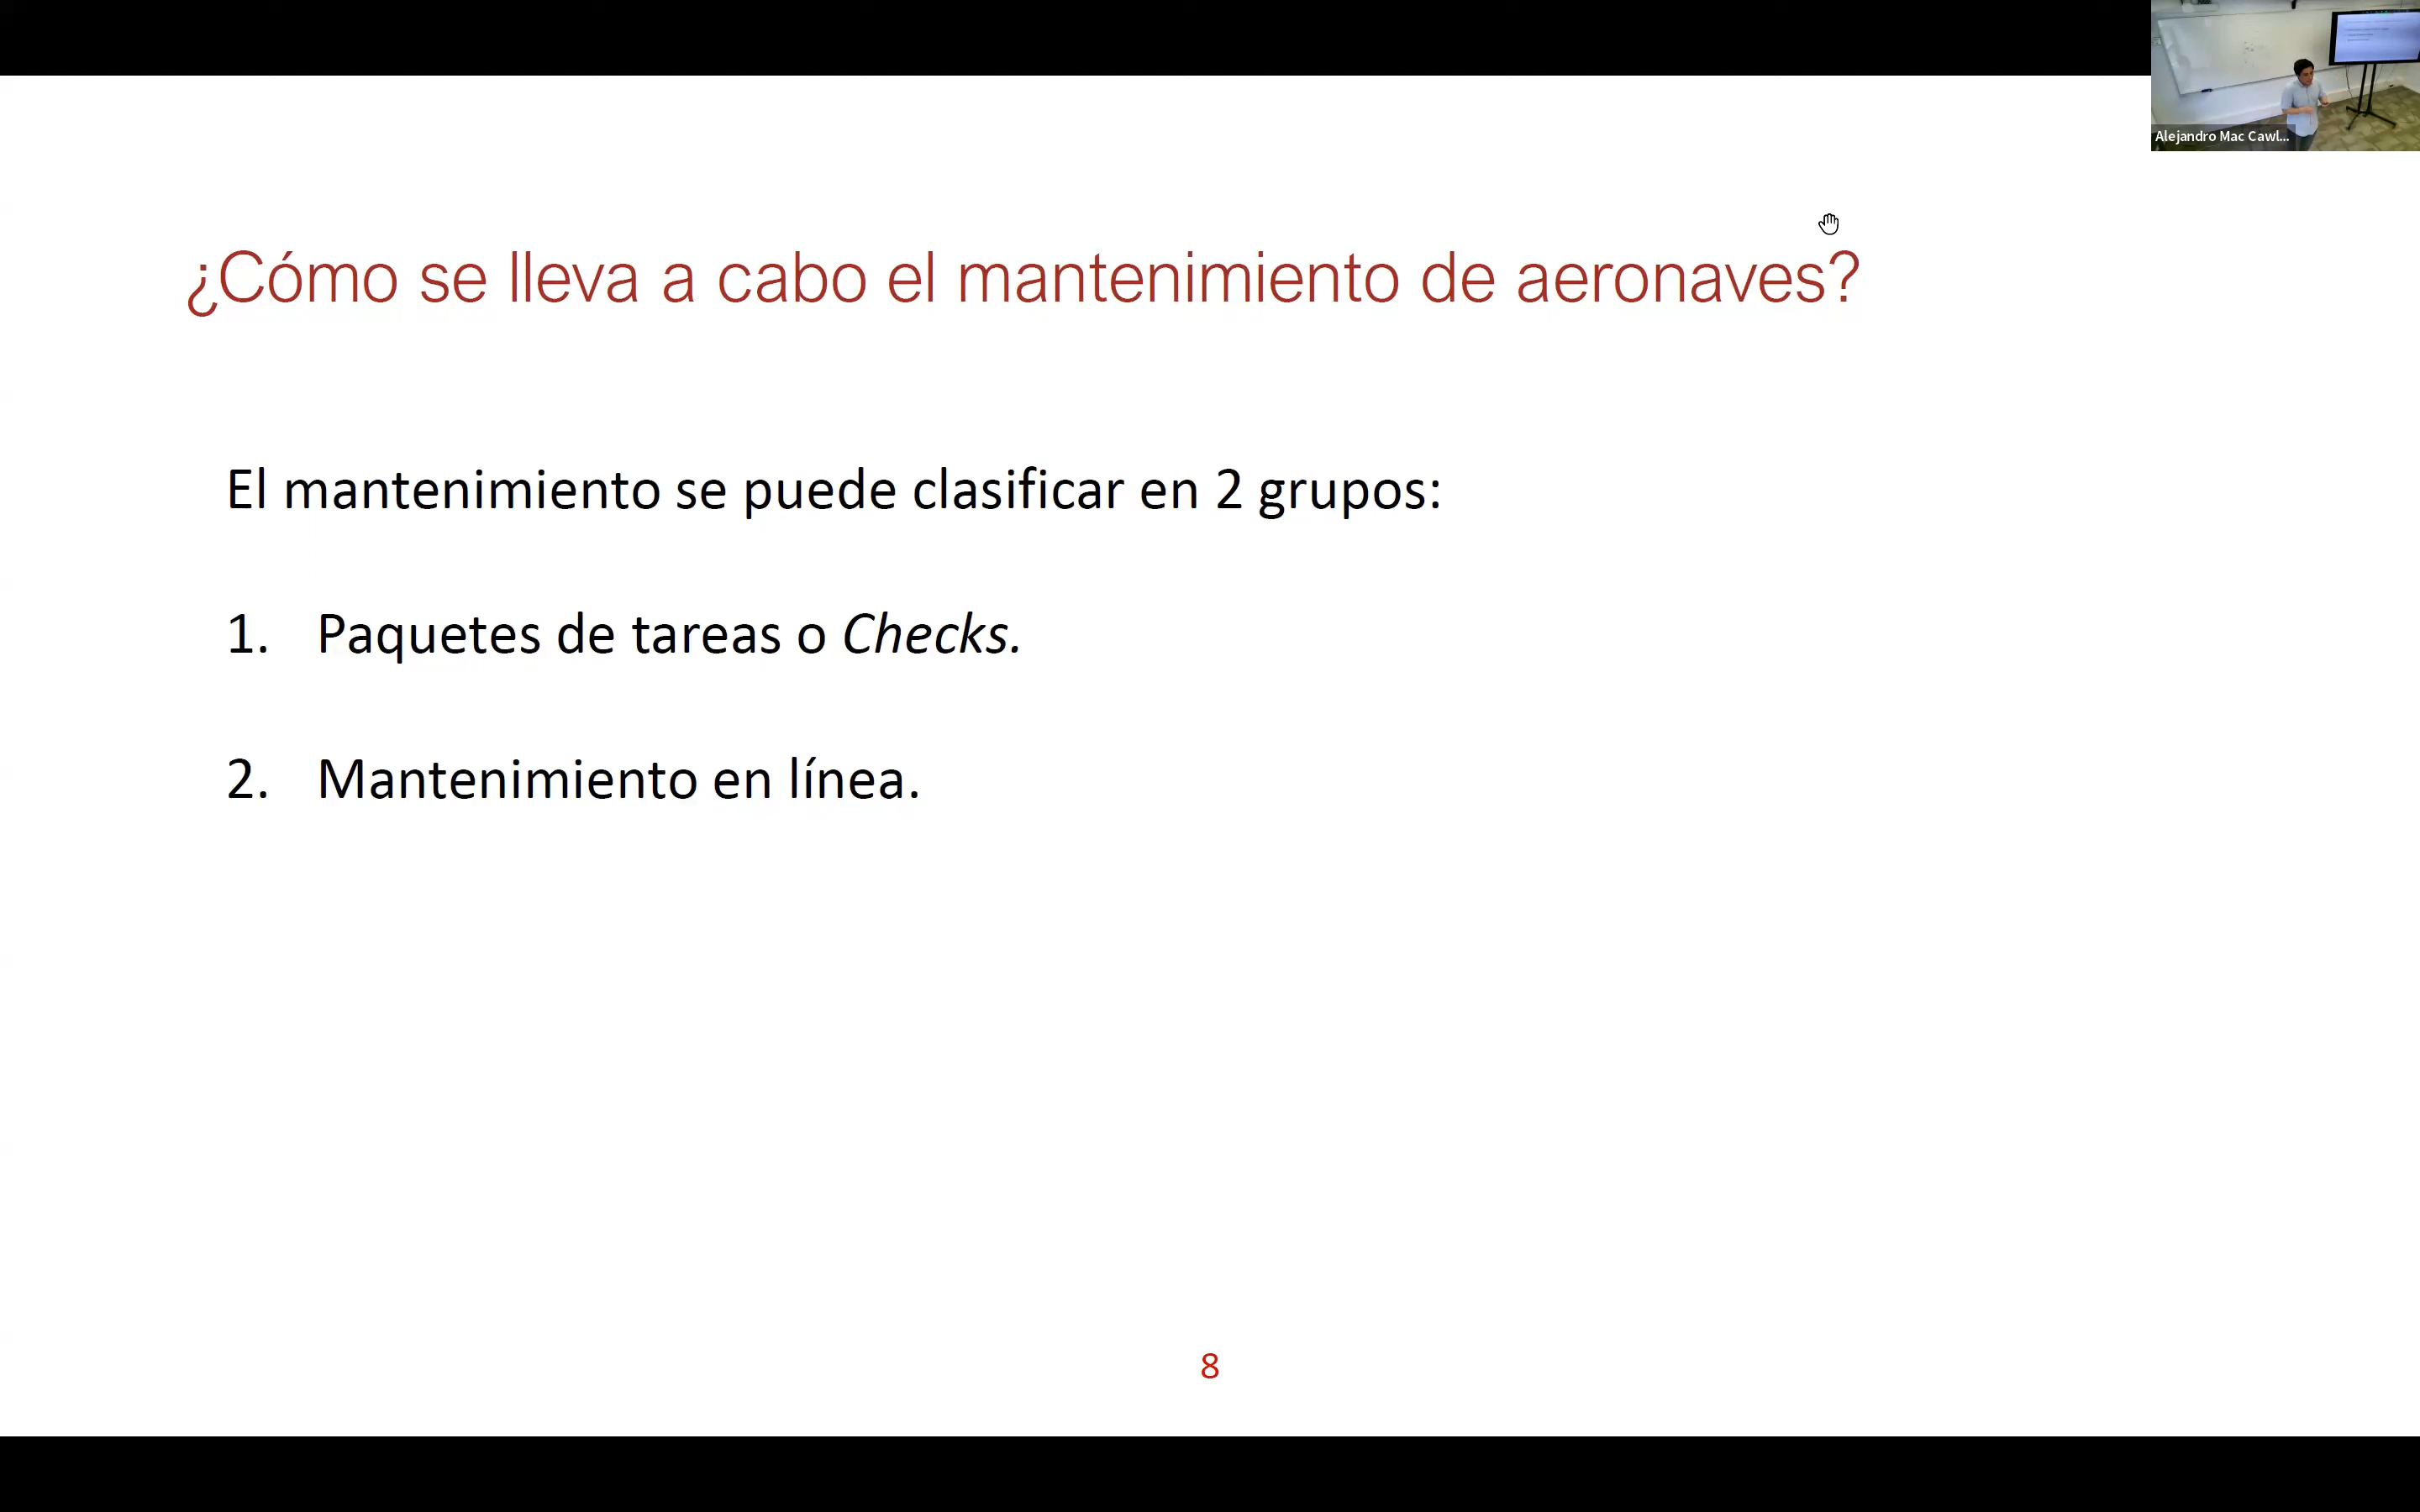 Alejandro Mac Cawl...
¿Cómo se lleva a cabo el mantenimiento de aeronaves?
El mantenimiento se puede clasificar en 2 grupos:
1. Paquetes de tareas o Checks.
2. Mantenimiento en línea.
8